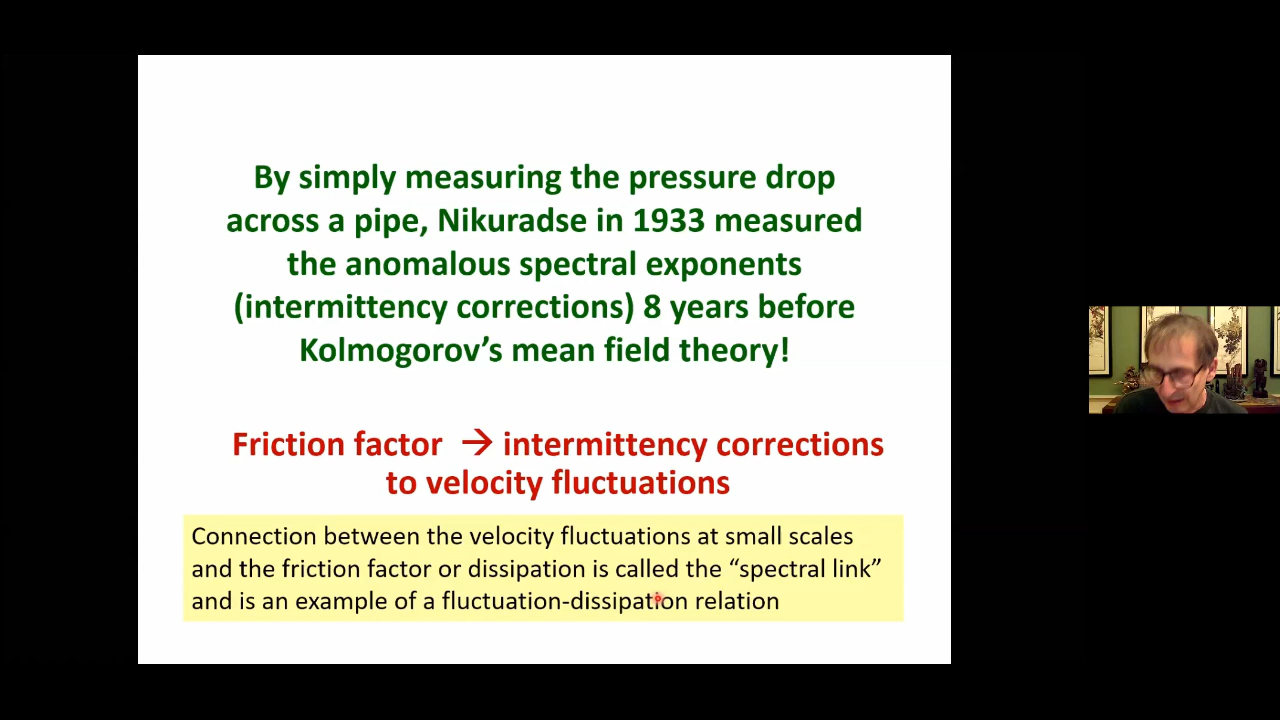 By simply measuring the pressure drop
across a pipe, Nikuradse in 1933 measured
the anomalous spectral exponents
(intermittency corrections) 8 years before
Kolmogorov’s mean field theory!
Friction factor → intermittency corrections
to velocity fluctuations
Connection between the velocity fluctuations at small scales
and the friction factor or dissipation is called the “spectral link”
and is an example of a fluctuation-dissipation relation